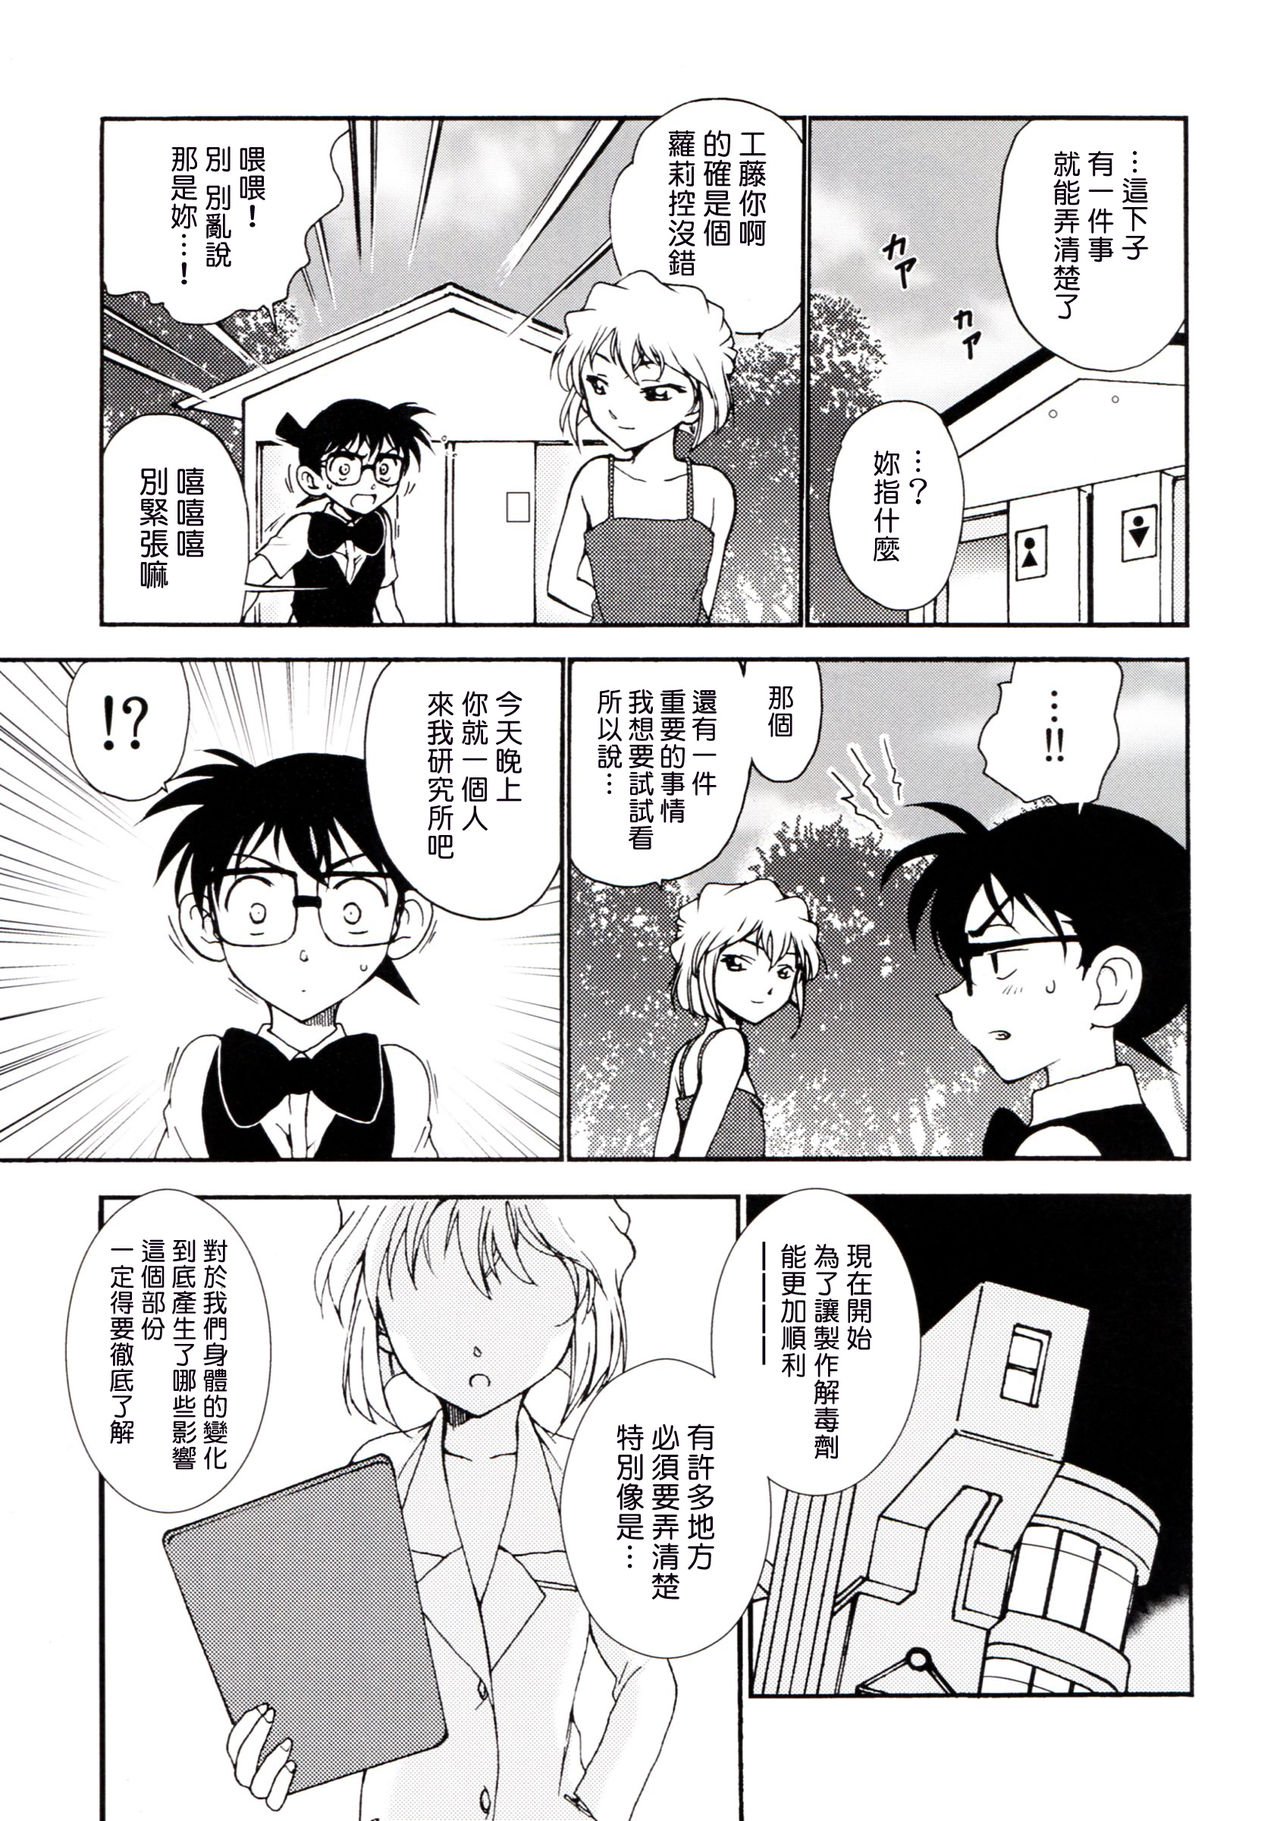 …這下子
有一件事
就能弄清楚了
カァ
カァ
…?
妳指什麼
工藤你啊
的確是個
蘿莉控沒錯
喂喂!
別 別亂說
那是妳…!
嘻嘻嘻
別緊張嘛
…!!
那個
還有一件
重要的事情
我想要試試看
所以說…
今天晚上
你就一個人
來我研究所吧
!?
現在開始
為了讓製作解毒劑
能更加順利
————
有許多地方
必須要弄清楚
特別像是…
對於我們身體的變化
到底產生了哪些影響
這個部份
一定得要徹底了解